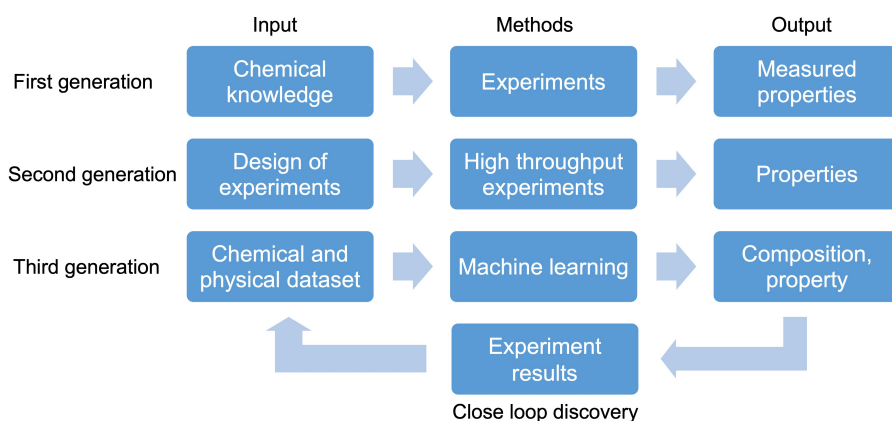 Input
Methods
Output
First generation
Chemical
knowledge
Experiments
Measured
properties
Second generation
Design of
experiments
High throughput
experiments
Properties
Third generation
Chemical and
physical dataset
Machine learning
Composition,
property
Experiment
results
Close loop discovery